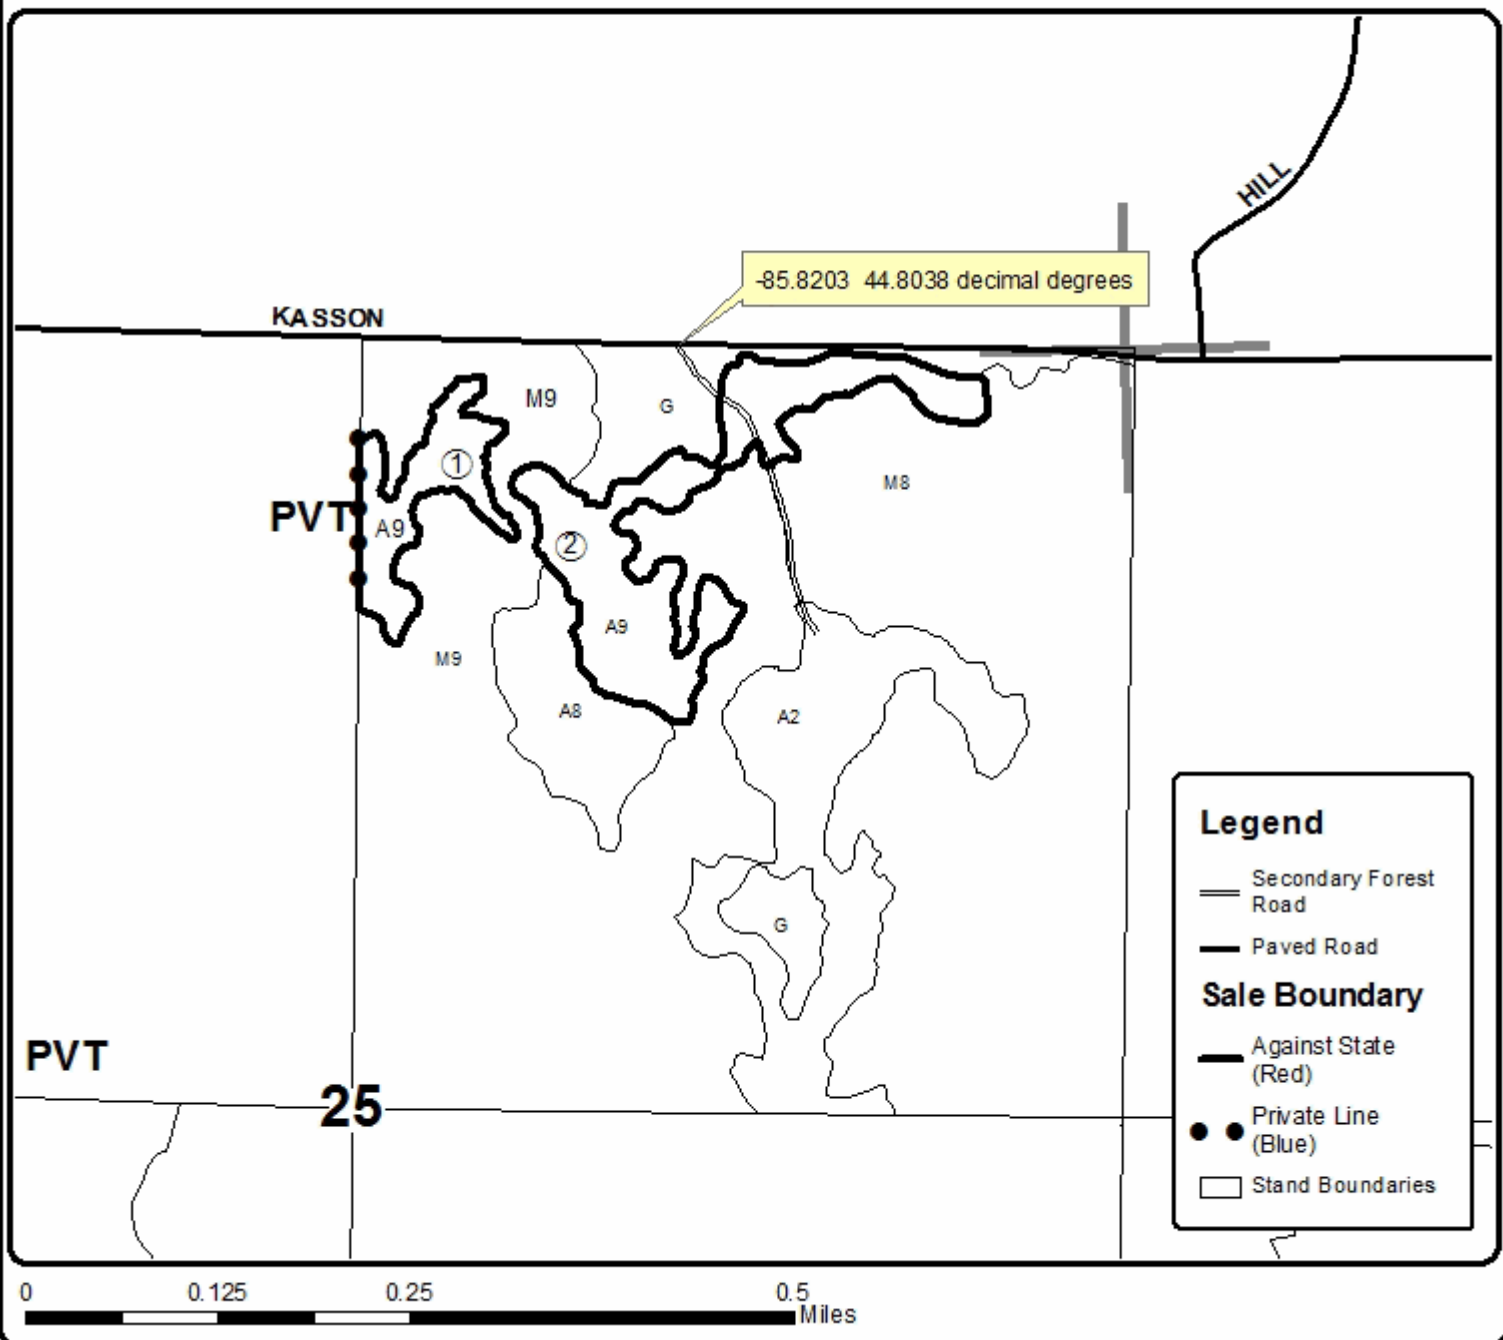 HILL
-85.8203 44.8038 decimal degrees
KASSON
M9
G
1
M8
PVT
A9
2
A9
M9
A8
A2
G
PVT
25
Legend
Secondary Forest
Road
Paved Road
Sale Boundary
Against State
(Red)
Private Line
(Blue)
Stand Boundaries
0 0.125 0.25 0.5
Miles